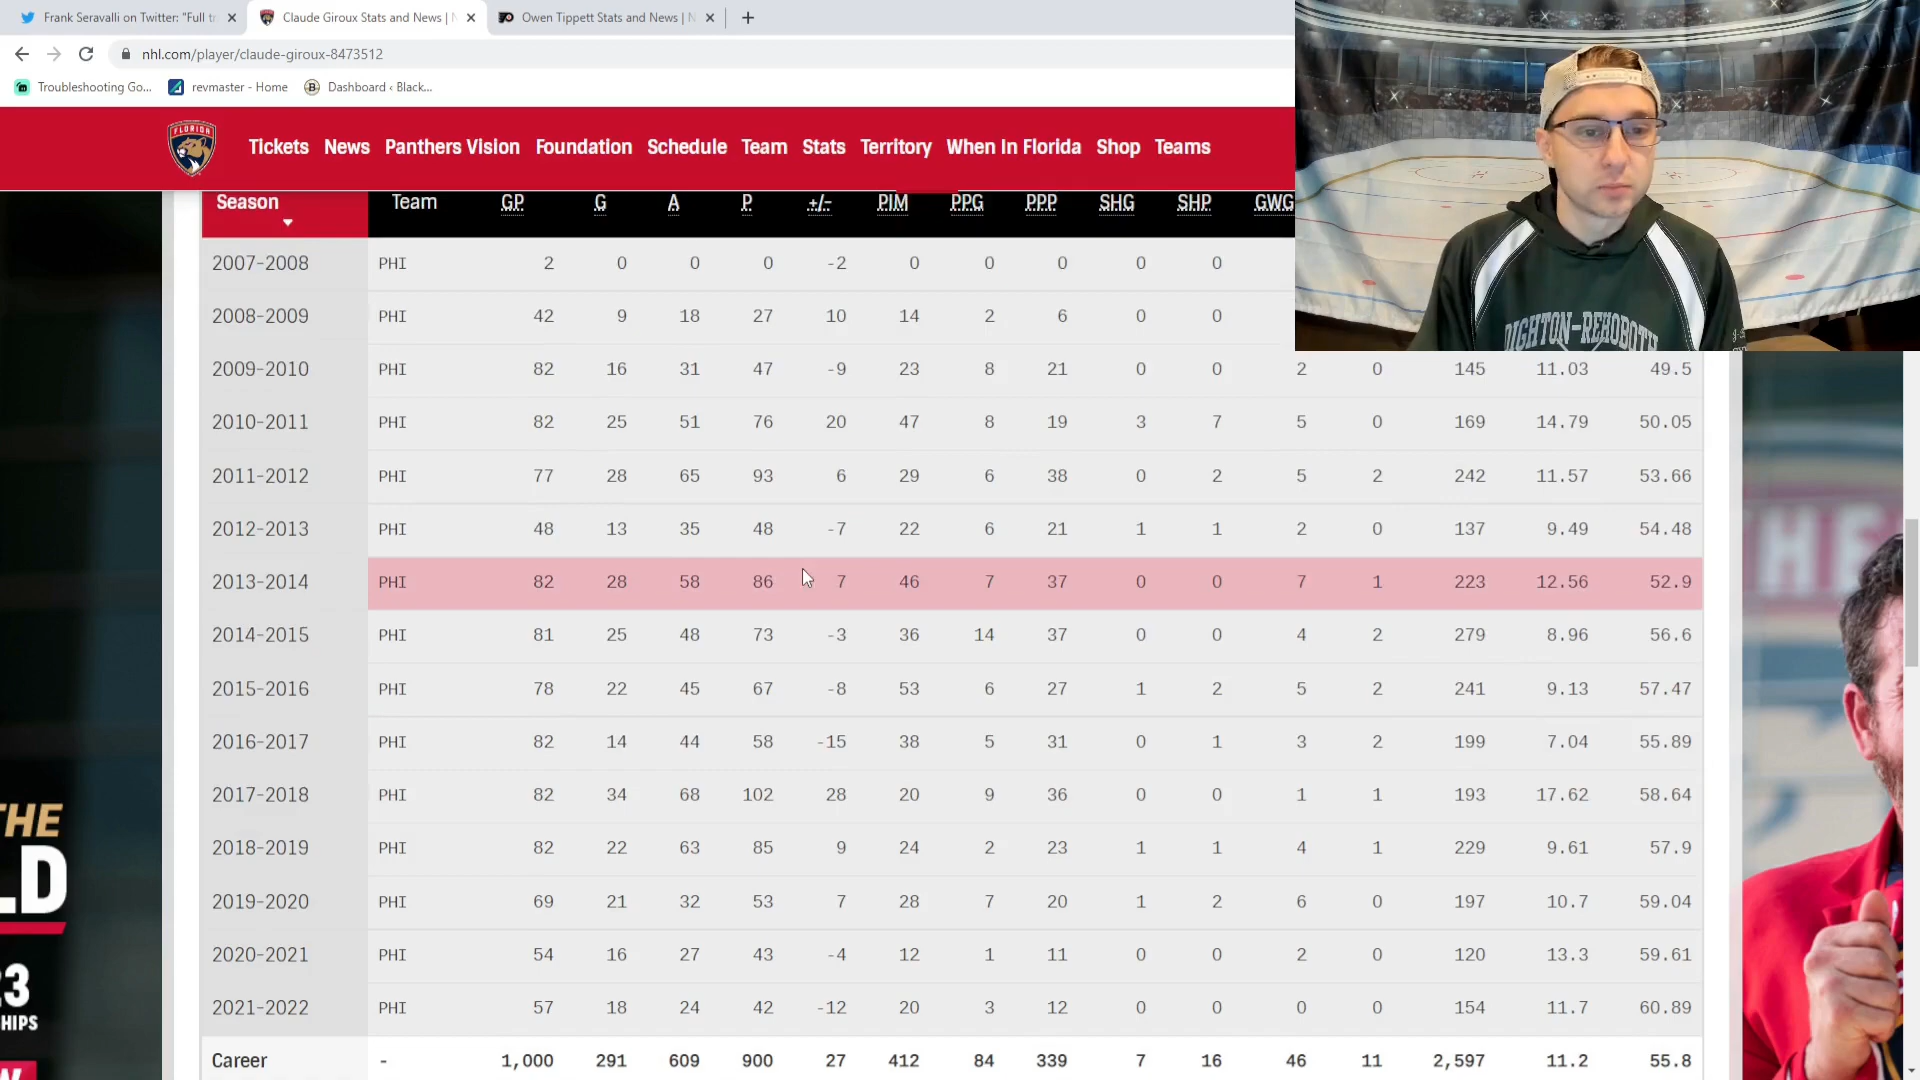 Frank Seravalli on Twitter: "Full t
Claude Giroux Stats and News |
Owen Tippett Stats and News |
nhl.com/player/claude-giroux-8473512
Troubleshooting Go...
revmaster - Home
Dashboard ‹ Black...
FLORIDA
Tickets News Panthers Vision Foundation Schedule Team Stats Territory When In Florida Shop Teams
Season Team GP G A P +/- PIM PPG PPP SHG SHP GWG
2007-2008 PHI 2 0 0 0 -2 0 0 0 0 0
2008-2009 PHI 42 9 18 27 10 14 2 6 0 0
2009-2010 PHI 82 16 31 47 -9 23 8 21 0 0 2 0 145 11.03 49.5
2010-2011 PHI 82 25 51 76 20 47 8 19 3 7 5 0 169 14.79 50.05
2011-2012 PHI 77 28 65 93 6 29 6 38 0 2 5 2 242 11.57 53.66
2012-2013 PHI 48 13 35 48 -7 22 6 21 1 1 2 0 137 9.49 54.48
2013-2014 PHI 82 28 58 86 7 46 7 37 0 0 7 1 223 12.56 52.9
2014-2015 PHI 81 25 48 73 -3 36 14 37 0 0 4 2 279 8.96 56.6
2015-2016 PHI 78 22 45 67 -8 53 6 27 1 2 5 2 241 9.13 57.47
2016-2017 PHI 82 14 44 58 -15 38 5 31 0 1 3 2 199 7.04 55.89
2017-2018 PHI 82 34 68 102 28 20 9 36 0 0 1 1 193 17.62 58.64
2018-2019 PHI 82 22 63 85 9 24 2 23 1 1 4 1 229 9.61 57.9
2019-2020 PHI 69 21 32 53 7 28 7 20 1 2 6 0 197 10.7 59.04
2020-2021 PHI 54 16 27 43 -4 12 1 11 0 0 2 0 120 13.3 59.61
2021-2022 PHI 57 18 24 42 -12 20 3 12 0 0 0 0 154 11.7 60.89
Career - 1,000 291 609 900 27 412 84 339 7 16 46 11 2,597 11.2 55.8
DIGHTON-REHOBOTH
THE
LD
23
HIPS
W
HE